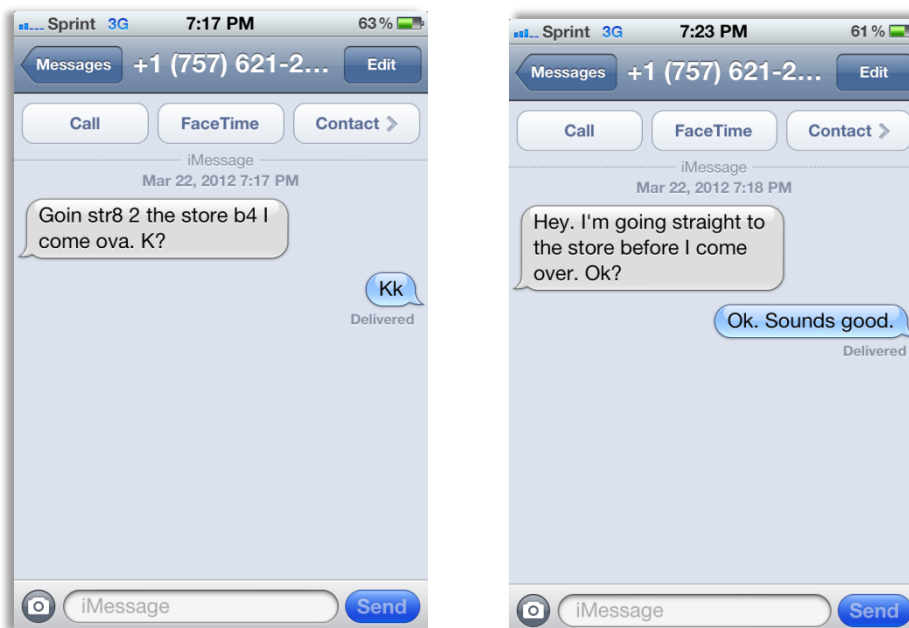 Sprint 3G 7:17 PM 63%
Messages +1 (757) 621-2... Edit
Call FaceTime Contact
iMessage
Mar 22, 2012 7:17 PM
Goin str8 2 the store b4 I
come ova. K?
Kk
Delivered
iMessage Send
Sprint 3G 7:23 PM 61%
Messages +1 (757) 621-2... Edit
Call FaceTime Contact
iMessage
Mar 22, 2012 7:18 PM
Hey. I'm going straight to
the store before I come
over. Ok?
Ok. Sounds good.
Delivered
iMessage Send